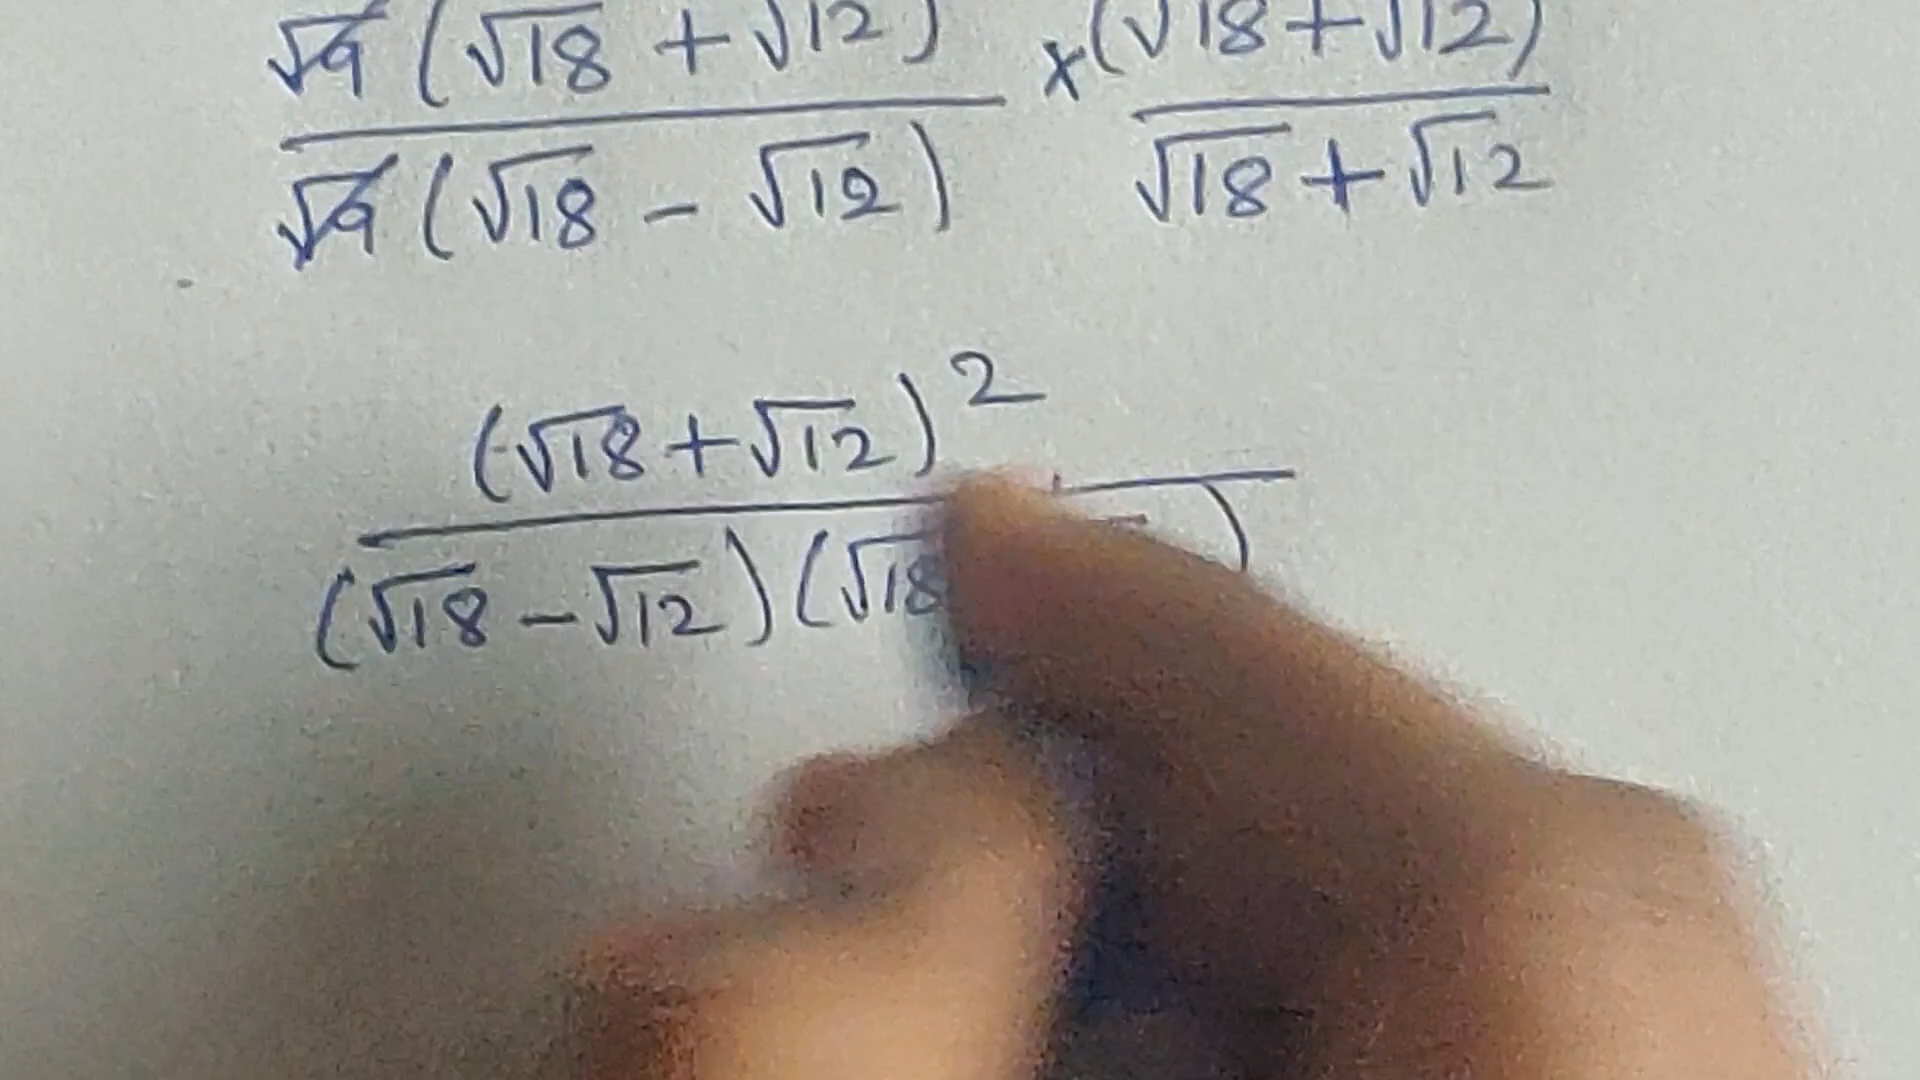 √9 (√18 + √12) × (√18 + √12)
√9 (√18 - √12) √18 + √12
(√18 + √12)²
(√18 - √12) (√18 )